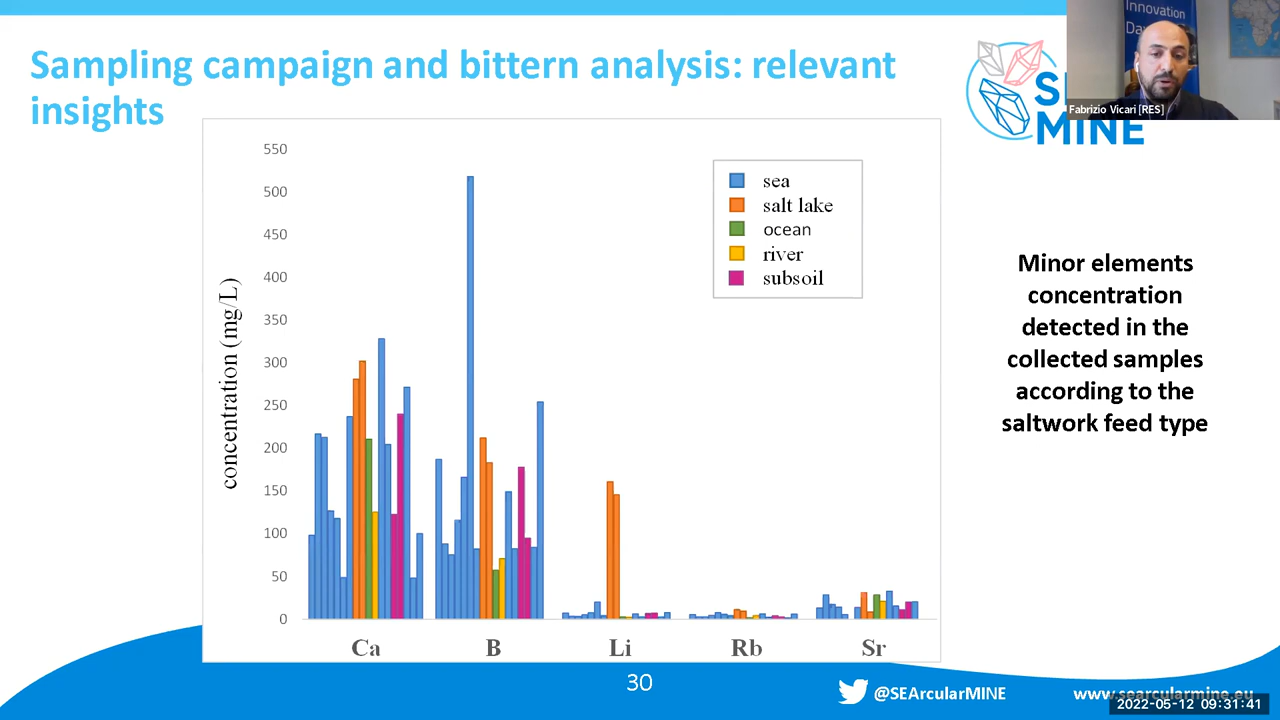 Sampling campaign and bittern analysis: relevant
insights
Innovation
Fabrizio Vicari [RES]
MINE
550
500
450
400
350
300
250
200
150
100
50
0
concentration (mg/L)
sea
salt lake
ocean
river
subsoil
Ca
B
Li
Rb
Sr
Minor elements
concentration
detected in the
collected samples
according to the
saltwork feed type
30
@SEArcularMINE
www.searcularmine.eu
2022-05-12 09:31:41